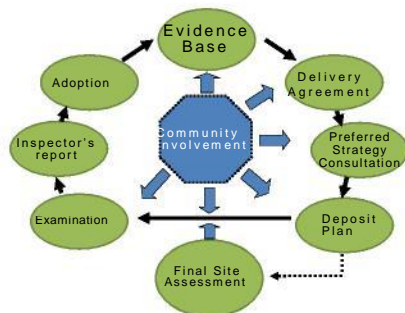 Evidence
Base
Delivery
Agreement
Preferred
Strategy
Consultation
Deposit
Plan
Final Site
Assessment
Examination
Inspector's
report
Adoption
Community
Involvement